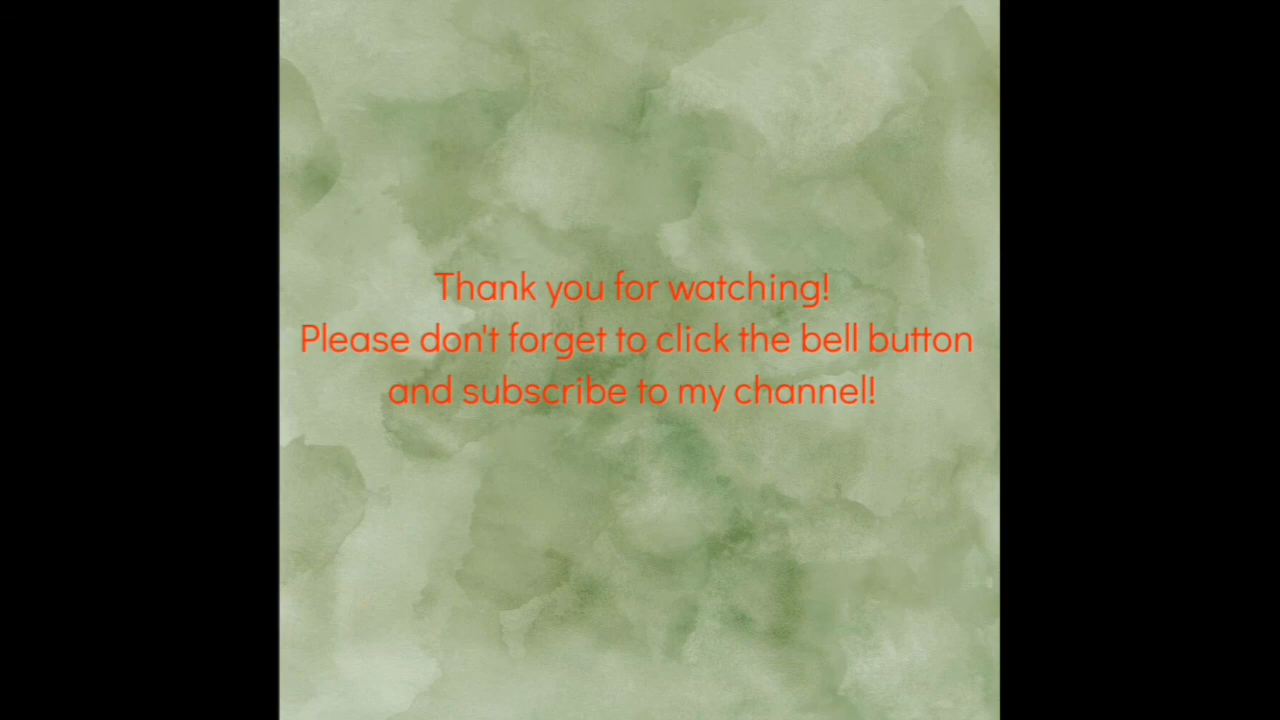 Thank you for watching!
Please don't forget to click the bell button
and subscribe to my channel!